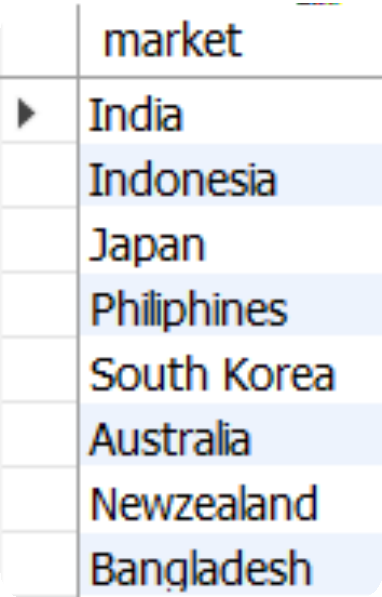 market
India
Indonesia
Japan
Philiphines
South Korea
Australia
Newzealand
Bangladesh